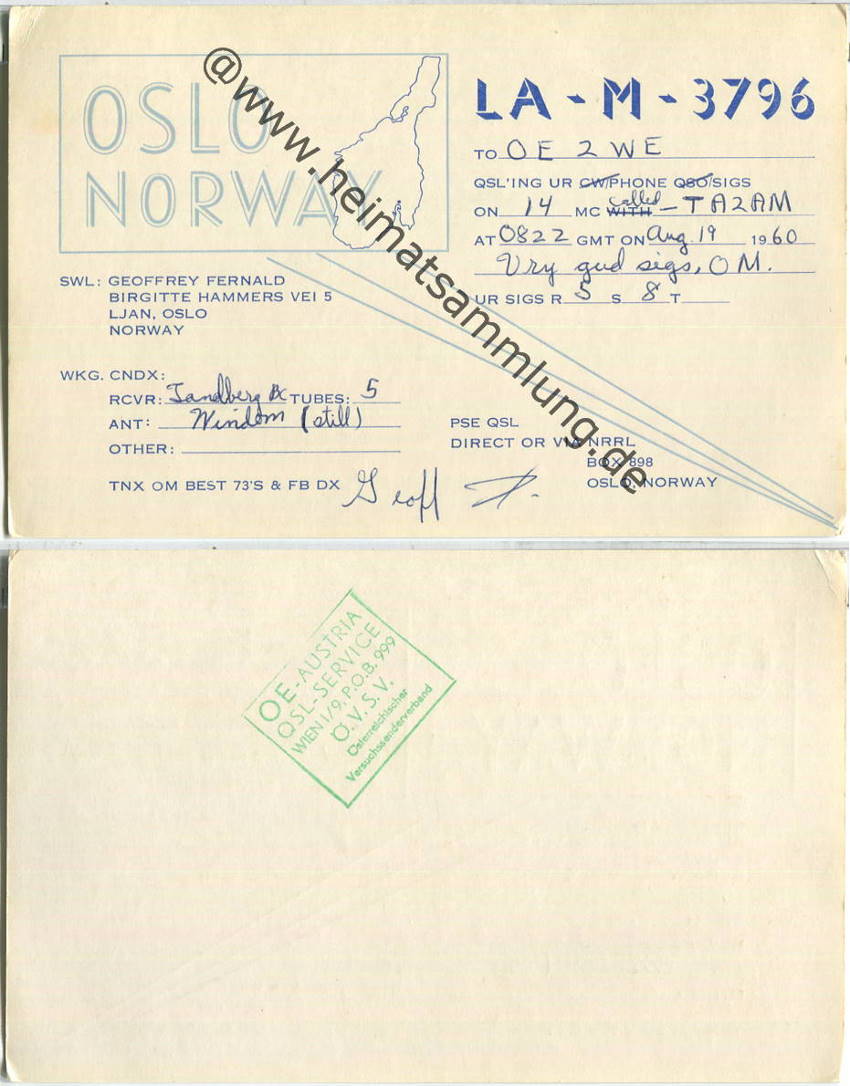 OSLO
NORWAY
LA-M-3796
TO OE2WE
QSL'ING UR CW/PHONE QSO/SIGS
ON 14 MC WITH called - TA2AM
AT 0822 GMT ON Aug. 19 1960
Vry gud sigs, OM.
UR SIGS R 5 S 8 T
SWL: GEOFFREY FERNALD
BIRGITTE HAMMERS VEI 5
LJAN, OSLO
NORWAY
WKG. CNDX:
RCVR: Tandberg TUBES: 5
ANT: Windom (still)
OTHER:
TNX OM BEST 73'S & FB DX Geoff
PSE QSL
DIRECT OR VIA NRRL
BOX 898
OSLO, NORWAY
@www.heimatsammlung.de
OE-AUSTRIA
QSL-SERVICE
WIEN I/9, P.O.B. 999
Ö.V.S.V.
Österreichischer
Versuchssenderverband